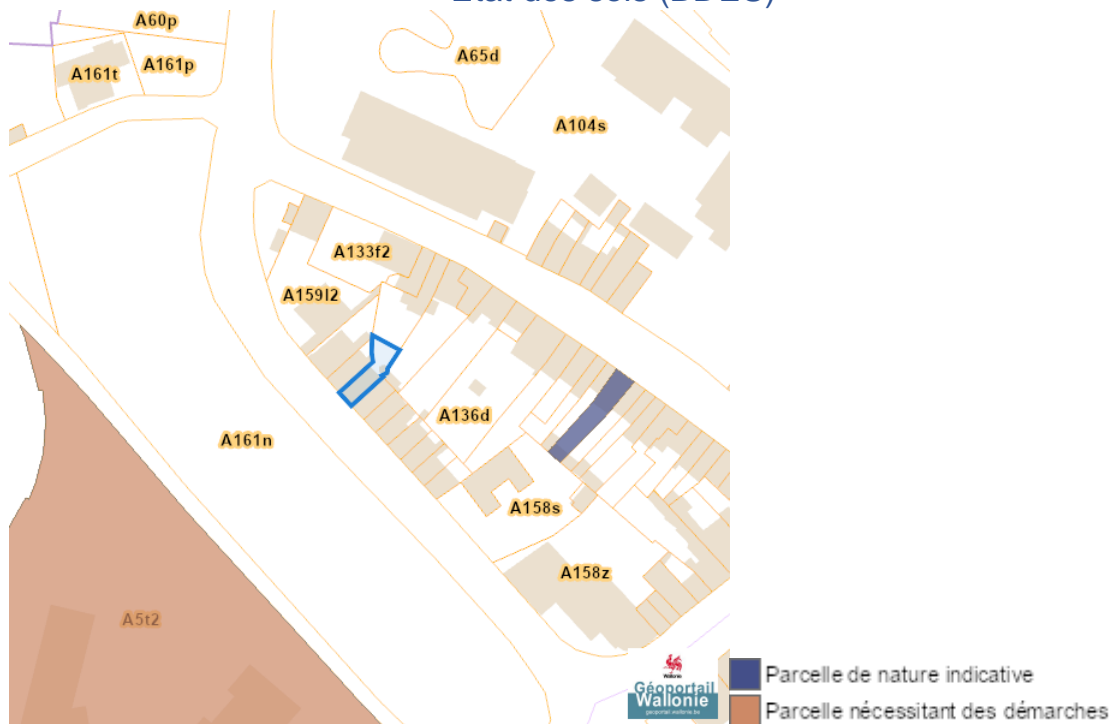 État des sols (BDES)
A60p
A161t
A161p
A65d
A104s
A133f2
A159l2
A136d
A161n
A158s
A158z
A5t2
Wallonie
Géoportail
Wallonie
geoportail.wallonie.be
Parcelle de nature indicative
Parcelle nécessitant des démarches